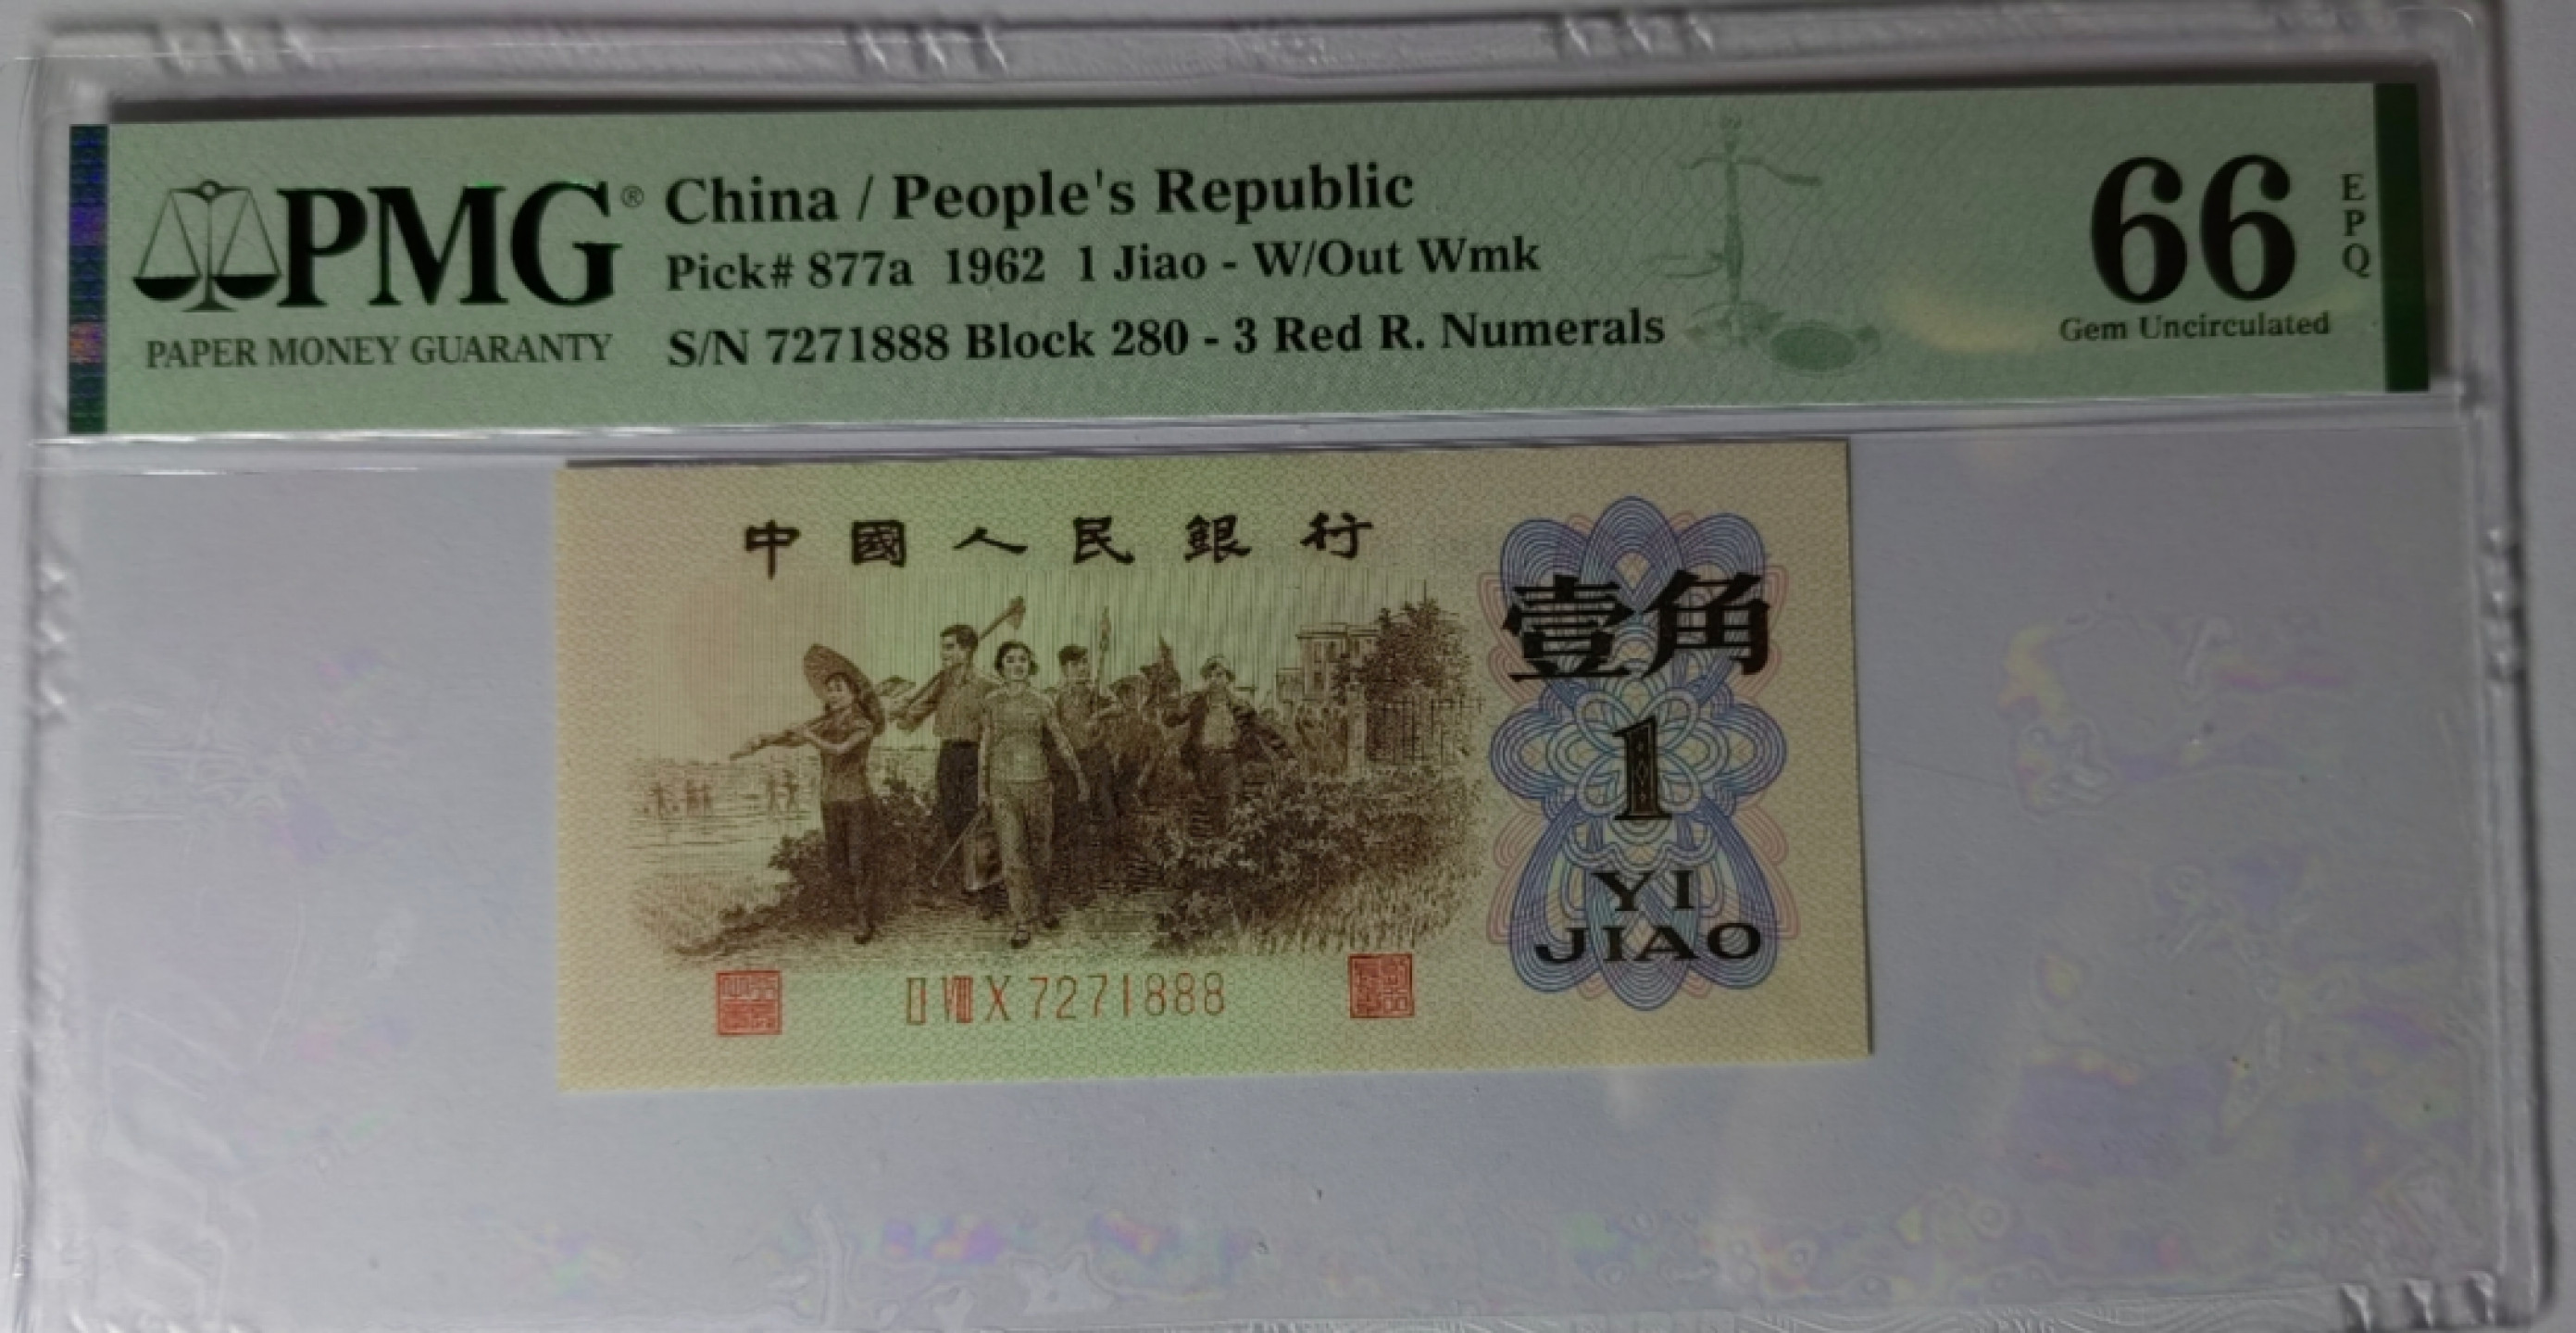 PMG® China / People's Republic
Pick# 877a 1962 1 Jiao - W/Out Wmk
PAPER MONEY GUARANTY
S/N 7271888 Block 280 - 3 Red R. Numerals
66
EPQ
Gem Uncirculated
中國人民銀行
壹角
1
YI
JIAO
II VIII X 7271888